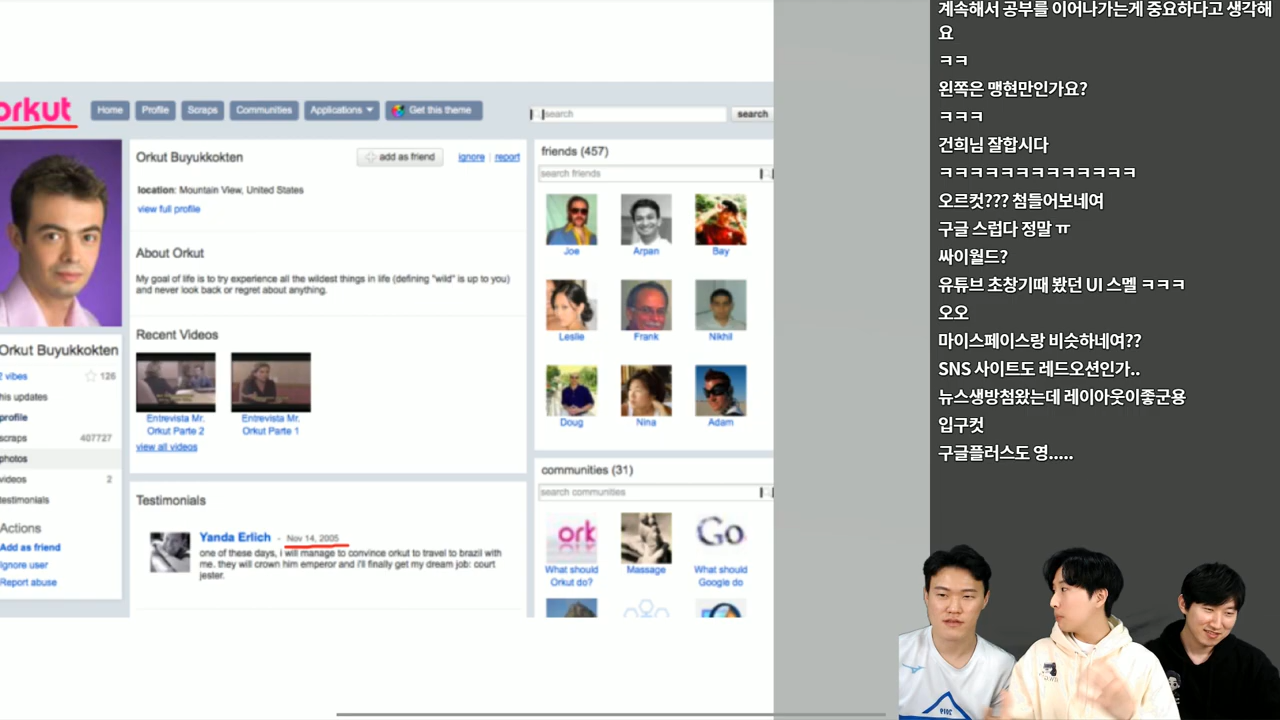 orkut
Home
Profile
Scraps
Communities
Applications
Get this theme
search
search
Orkut Buyukkokten
add as friend
ignore
report
location: Mountain View, United States
view full profile
About Orkut
My goal of life is to try experience all the wildest things in life (defining "wild" is up to you)
and never look back or regret about anything.
Recent Videos
Entrevista Mr.
Orkut Parte 2
Entrevista Mr.
Orkut Parte 1
view all videos
Testimonials
Yanda Erlich - Nov 14, 2005
one of these days, i will manage to convince orkut to travel to brazil with
me. they will crown him emperor and i'll finally get my dream job: court
jester.
Orkut Buyukkokten
2 vibes
126
his updates
profile
scraps
407727
photos
videos
2
testimonials
Actions
Add as friend
Ignore user
Report abuse
friends (457)
search friends
Joe
Arpan
Bay
Leslie
Frank
Nikhil
Doug
Nina
Adam
communities (31)
search communities
ork
Go
What should
Orkut do?
Massage
What should
Google do
계속해서 공부를 이어나가는게 중요하다고 생각해
요
ㅋㅋ
왼쪽은 맹현만인가요?
ㅋㅋㅋ
건희님 잘합시다
ㅋㅋㅋㅋㅋㅋㅋㅋㅋㅋㅋㅋㅋ
오르컷??? 첨들어보네여
구글 스럽다 정말 ㅠ
싸이월드?
유튜브 초창기때 봤던 UI 스멜 ㅋㅋㅋ
오오
마이스페이스랑 비슷하네여??
SNS 사이트도 레드오션인가..
뉴스생방첨왔는데 레이아웃이좋군용
입구컷
구글플러스도 영.....